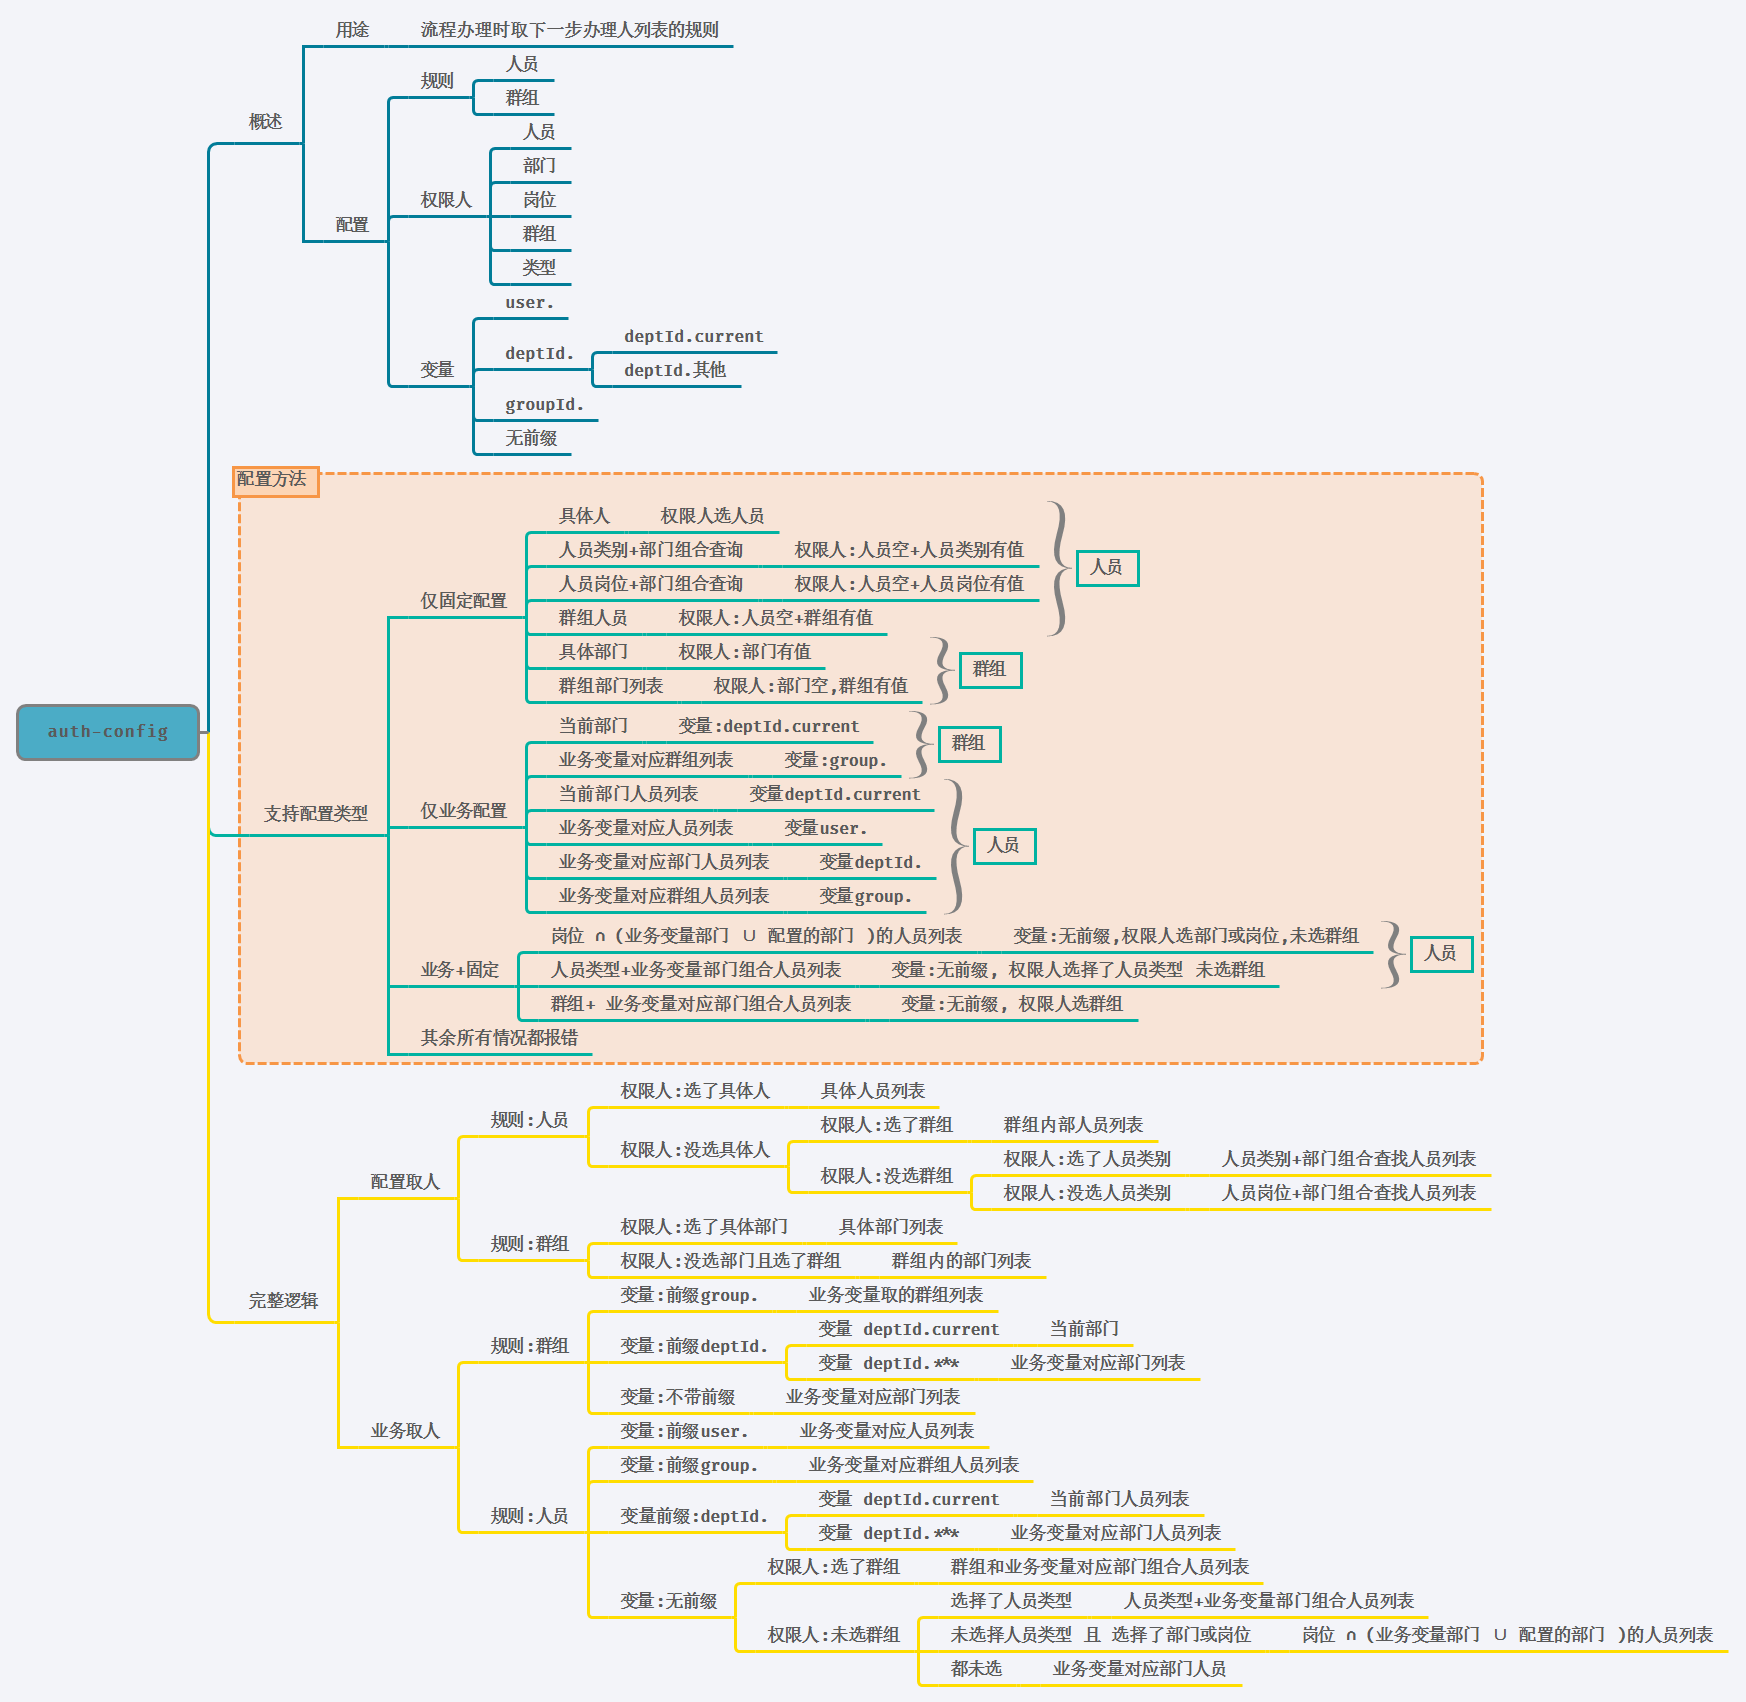 auth-config
概述
用途
流程办理时取下一步办理人列表的规则
配置
规则
人员
群组
权限人
人员
部门
岗位
群组
类型
变量
user.
deptId.
deptId.current
deptId.其他
groupId.
无前缀
配置方法
支持配置类型
仅固定配置
具体人
权限人选人员
人员类别+部门组合查询
权限人:人员空+人员类别有值
人员岗位+部门组合查询
权限人:人员空+人员岗位有值
群组人员
权限人:人员空+群组有值
人员
具体部门
权限人:部门有值
群组部门列表
权限人:部门空,群组有值
群组
仅业务配置
当前部门
变量:deptId.current
业务变量对应群组列表
变量:group.
群组
当前部门人员列表
变量deptId.current
业务变量对应人员列表
变量user.
业务变量对应部门人员列表
变量deptId.
业务变量对应群组人员列表
变量group.
人员
业务+固定
岗位 ∩ (业务变量部门 ∪ 配置的部门 )的人员列表
变量:无前缀,权限人选部门或岗位,未选群组
人员类型+业务变量部门组合人员列表
变量:无前缀, 权限人选择了人员类型 未选群组
人员
群组+ 业务变量对应部门组合人员列表
变量:无前缀, 权限人选群组
其余所有情况都报错
完整逻辑
配置取人
规则:人员
权限人:选了具体人
具体人员列表
权限人:没选具体人
权限人:选了群组
群组内部人员列表
权限人:没选群组
权限人:选了人员类别
人员类别+部门组合查找人员列表
权限人:没选人员类别
人员岗位+部门组合查找人员列表
规则:群组
权限人:选了具体部门
具体部门列表
权限人:没选部门且选了群组
群组内的部门列表
业务取人
规则:群组
变量:前缀group.
业务变量取的群组列表
变量:前缀deptId.
变量 deptId.current
当前部门
变量 deptId.***
业务变量对应部门列表
变量:不带前缀
业务变量对应部门列表
规则:人员
变量:前缀user.
业务变量对应人员列表
变量:前缀group.
业务变量对应群组人员列表
变量前缀:deptId.
变量 deptId.current
当前部门人员列表
变量 deptId.***
业务变量对应部门人员列表
变量:无前缀
权限人:选了群组
群组和业务变量对应部门组合人员列表
权限人:未选群组
选择了人员类型
人员类型+业务变量部门组合人员列表
未选择人员类型 且 选择了部门或岗位
岗位 ∩ (业务变量部门 ∪ 配置的部门 )的人员列表
都未选
业务变量对应部门人员